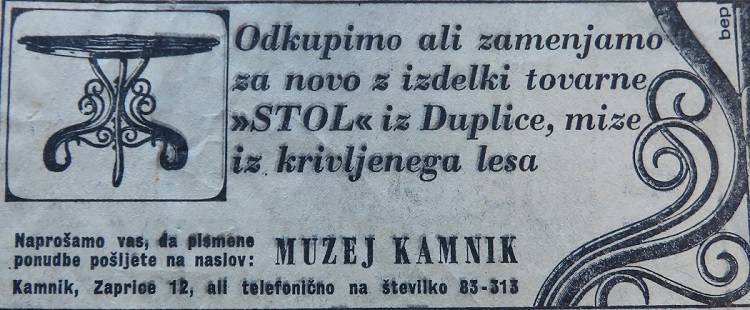 Odkupimo ali zamenjamo
za novo z izdelki tovarne
»STOL« iz Duplice, mize
iz krivljenega lesa
bep
Naprošamo vas, da pismene
ponudbe pošljete na naslov: MUZEJ KAMNIK
Kamnik, Zaprice 12, ali telefonično na številko 83-313